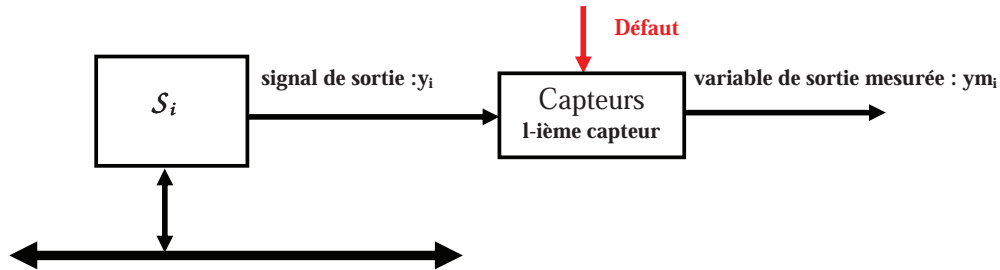 Défaut
signal de sortie :yᵢ
variable de sortie mesurée : ymᵢ
𝒮ᵢ
Capteurs
l-ième capteur